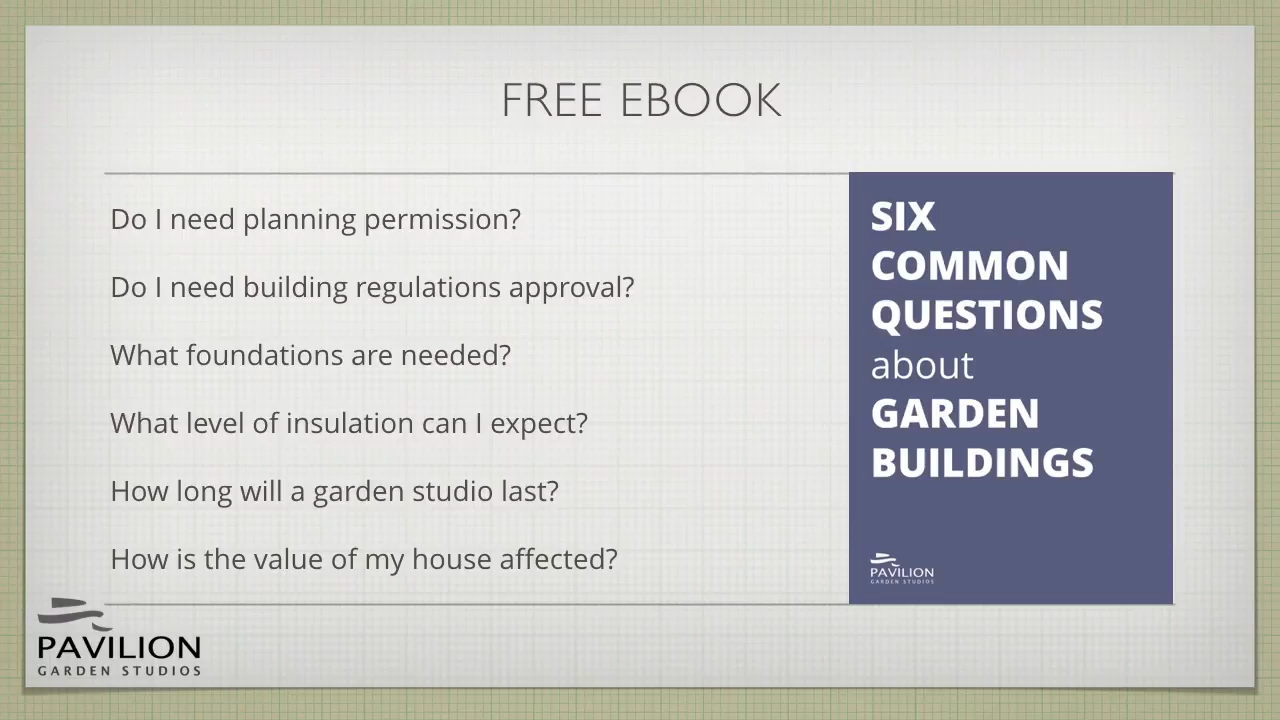 FREE EBOOK
Do I need planning permission?
Do I need building regulations approval?
What foundations are needed?
What level of insulation can I expect?
How long will a garden studio last?
How is the value of my house affected?
SIX
COMMON
QUESTIONS
about
GARDEN
BUILDINGS
PAVILION
GARDEN STUDIOS
PAVILION
GARDEN STUDIOS